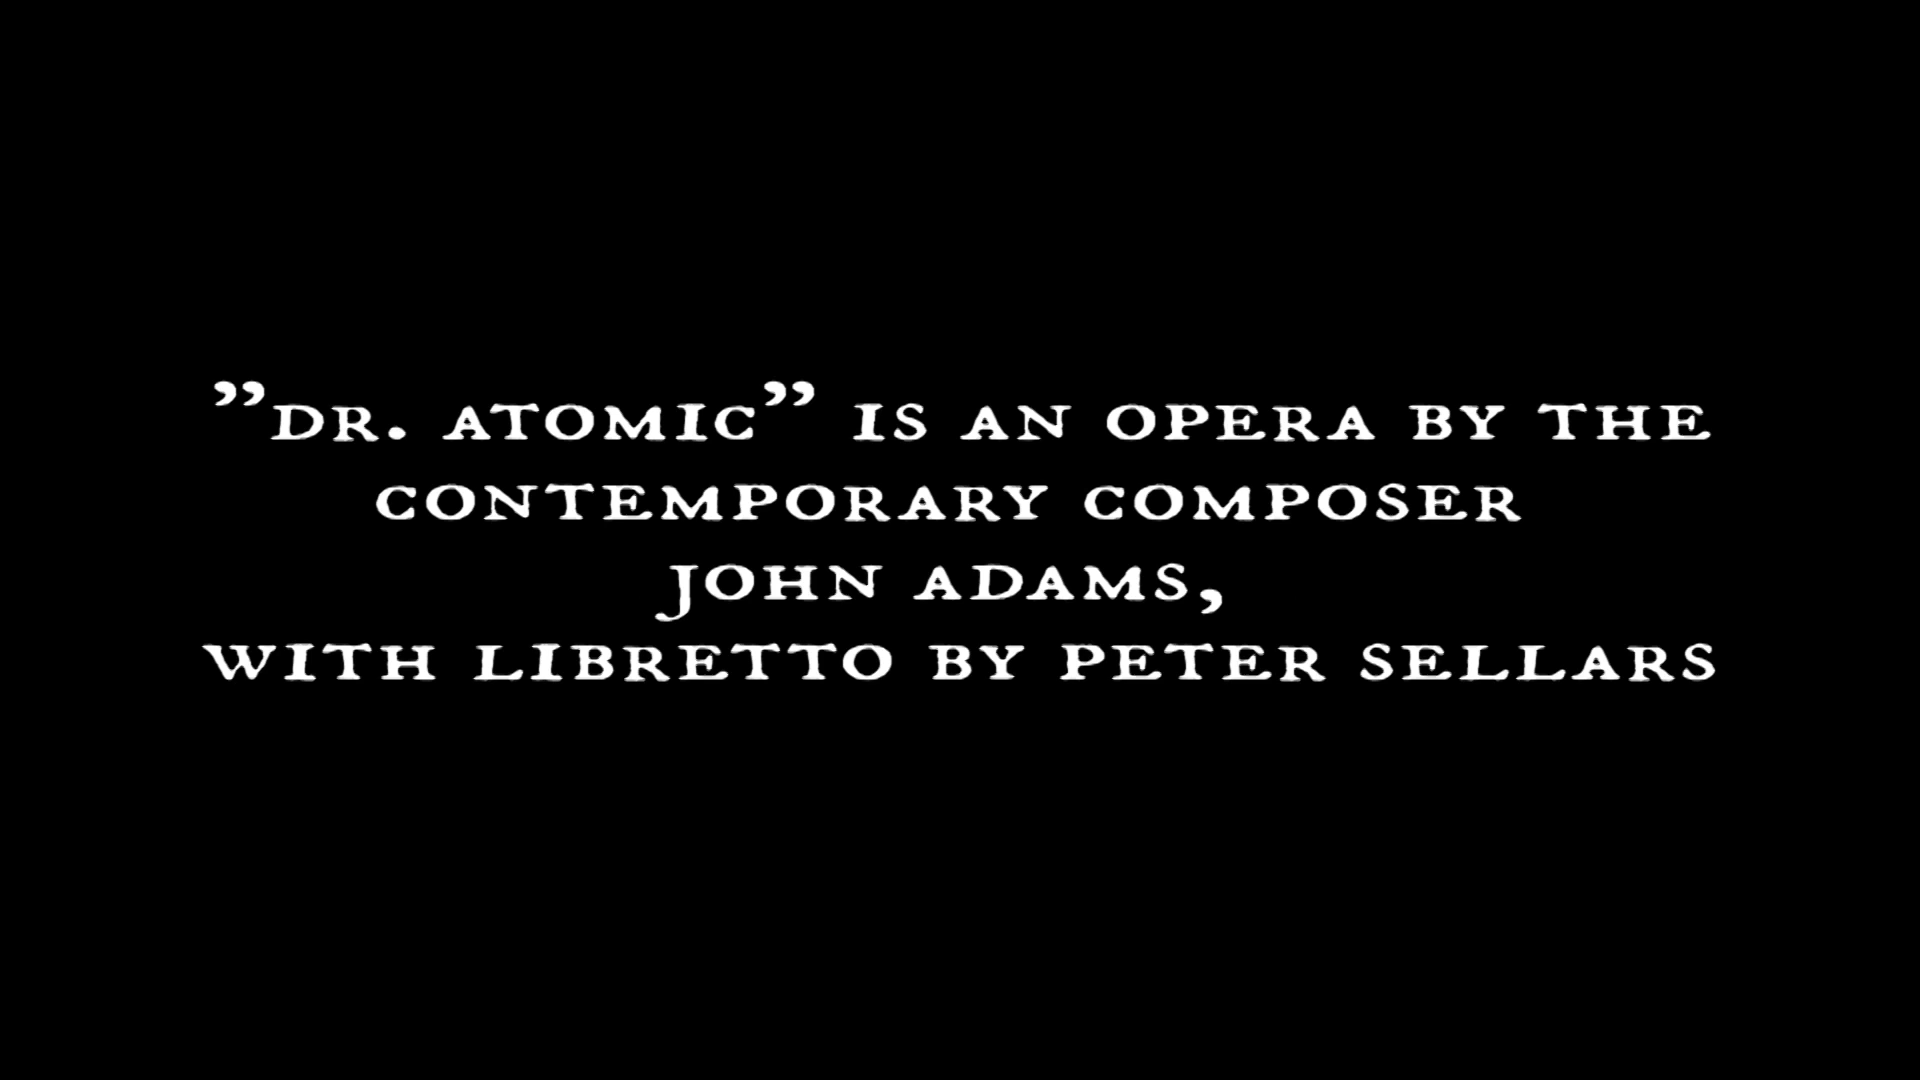 ”DR. ATOMIC” IS AN OPERA BY THE
CONTEMPORARY COMPOSER
JOHN ADAMS,
WITH LIBRETTO BY PETER SELLARS